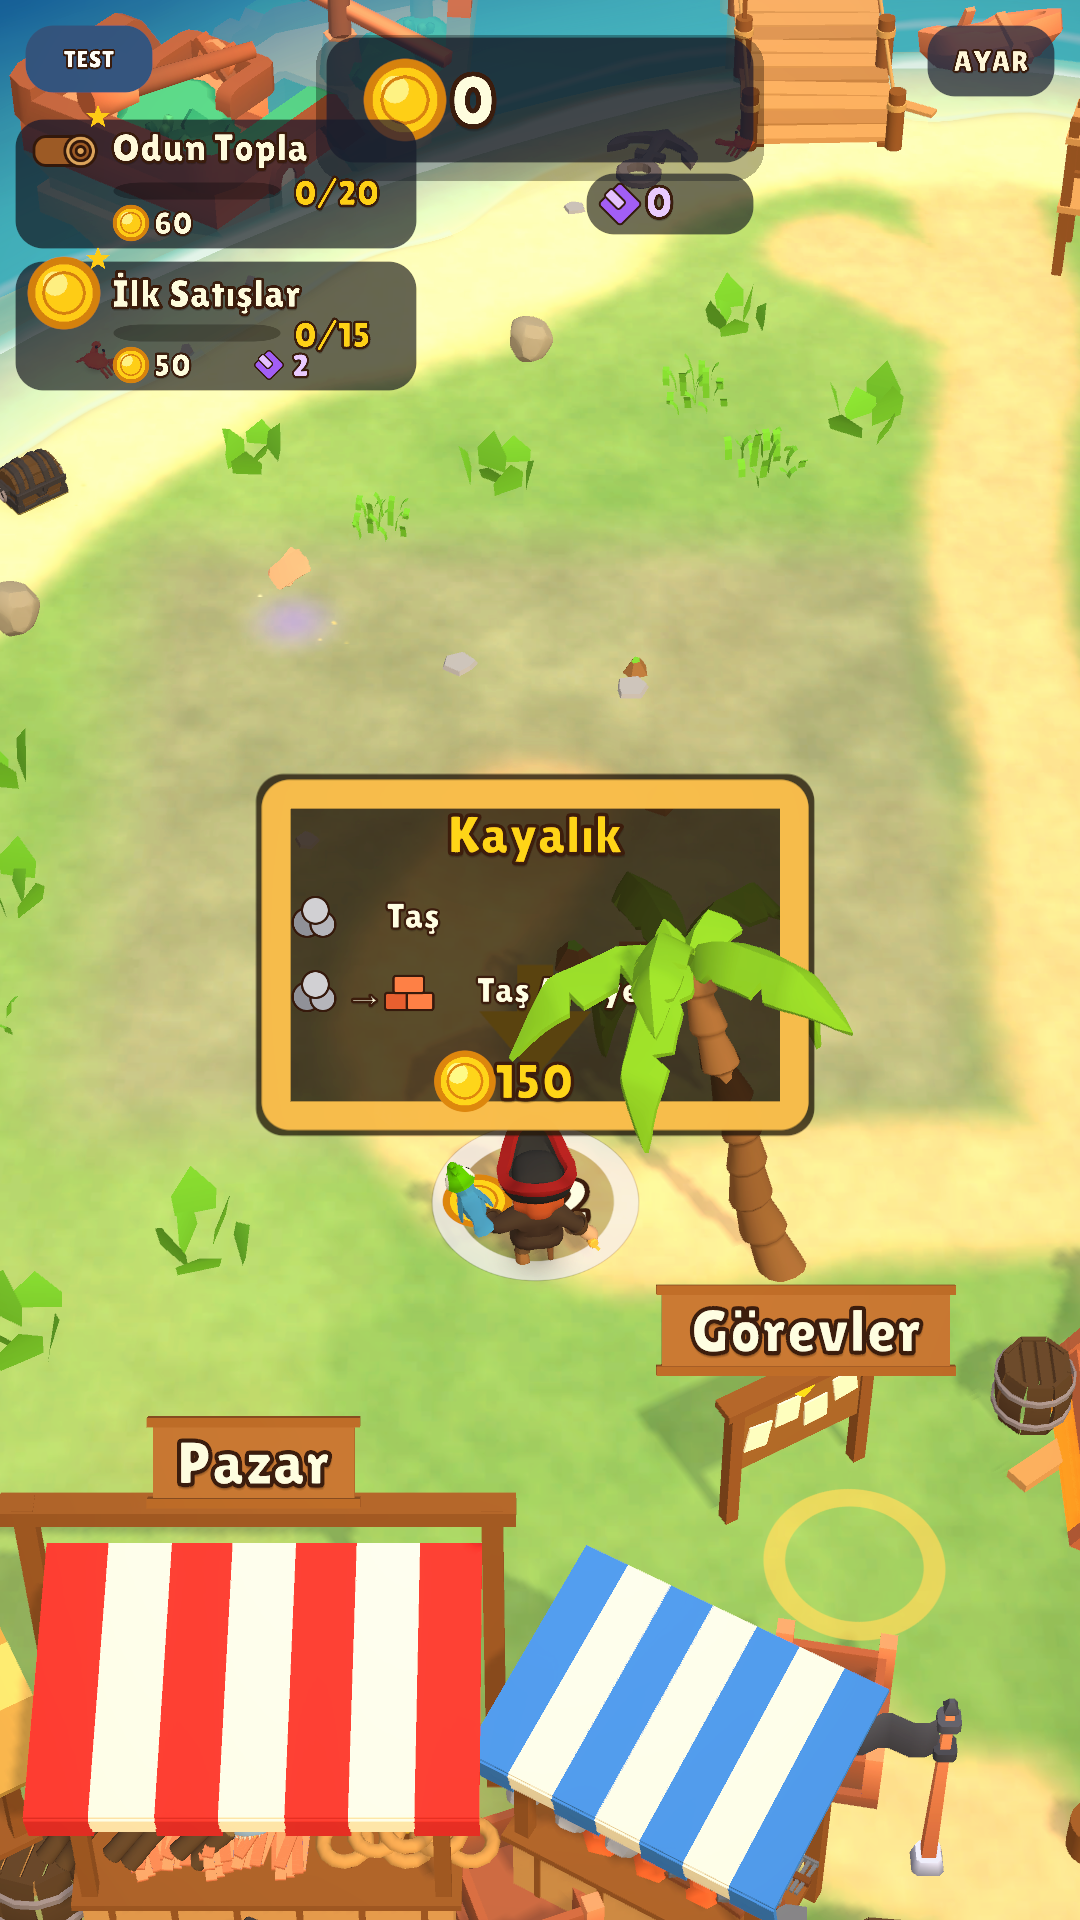 TEST
0
AYAR
Odun Topla
0/20
60
0
İlk Satışlar
0/15
50
2
Kayalık
Taş
Taş
150
2
Görevler
Pazar